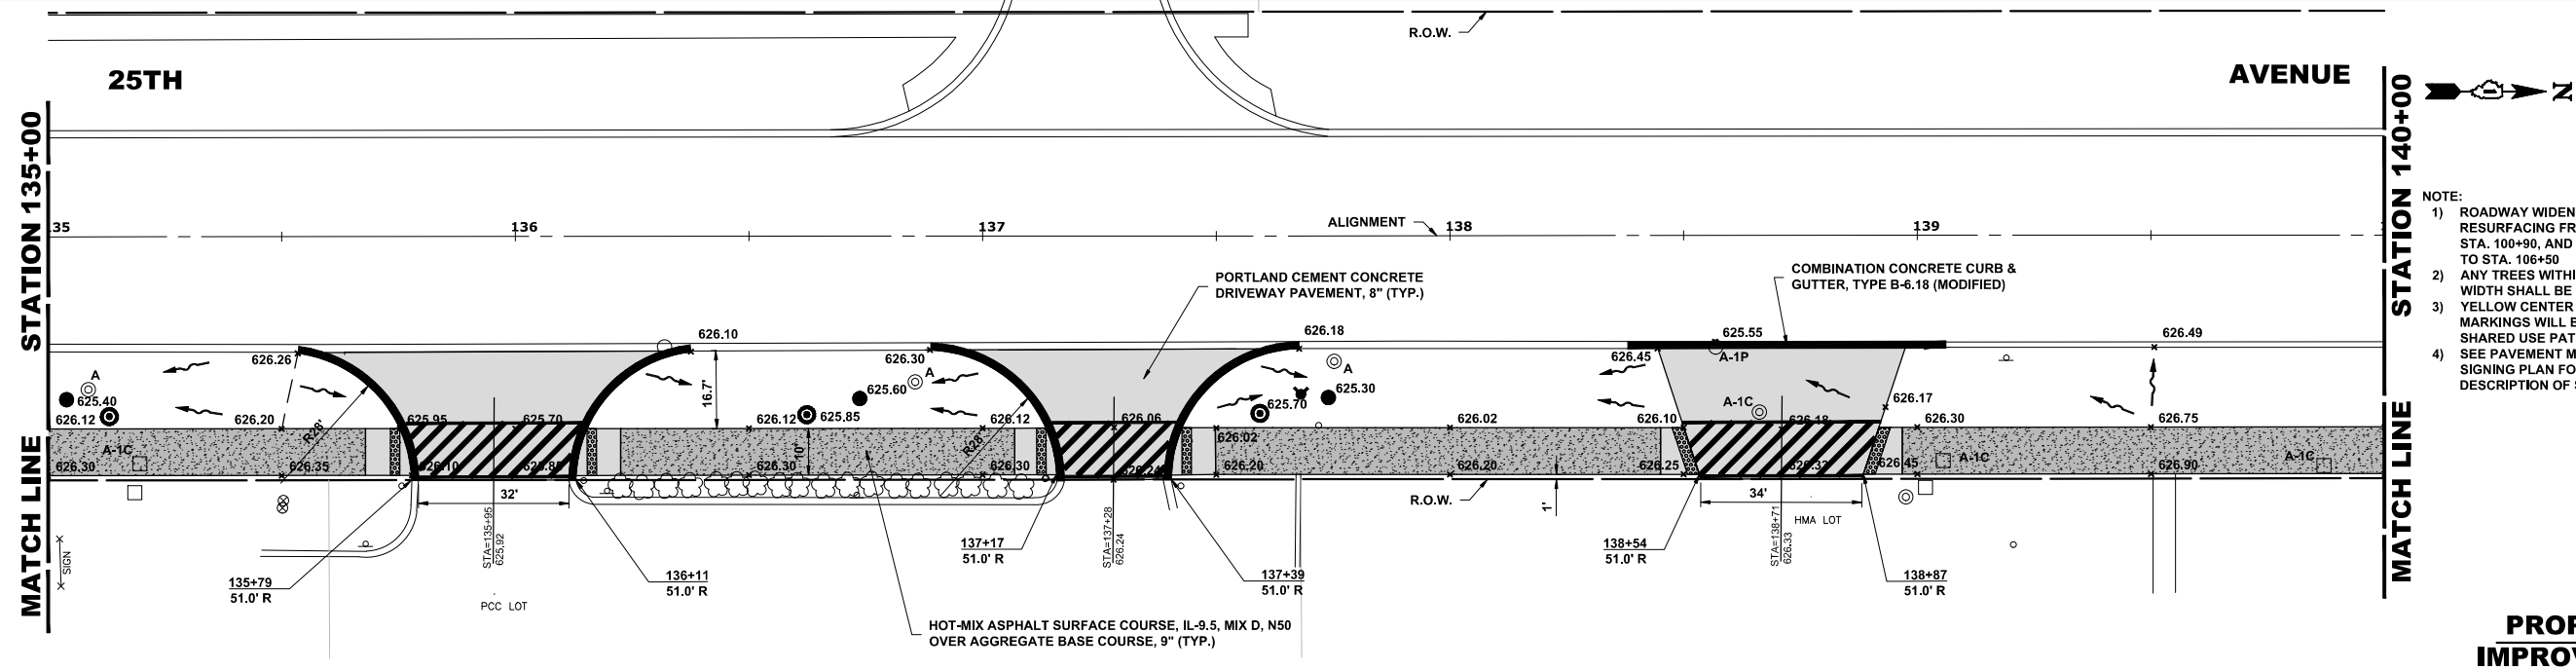 R.O.W.
25TH
AVENUE
N
STATION 135+00
STATION 140+00
MATCH LINE
MATCH LINE
35
136
137
138
139
ALIGNMENT
NOTE:
1) ROADWAY WIDEN
RESURFACING FR
STA. 100+90, AND
TO STA. 106+50
2) ANY TREES WITHI
WIDTH SHALL BE
3) YELLOW CENTER
MARKINGS WILL B
SHARED USE PAT
4) SEE PAVEMENT M
SIGNING PLAN FO
DESCRIPTION OF S
PORTLAND CEMENT CONCRETE
DRIVEWAY PAVEMENT, 8" (TYP.)
COMBINATION CONCRETE CURB &
GUTTER, TYPE B-6.18 (MODIFIED)
626.26
626.10
626.30
626.18
626.45
625.55
626.49
A-1P
A
A
A
625.40
625.60
625.30
625.85
625.70
16.7'
R28'
R28'
A-1C
626.17
626.12
626.20
625.95
625.70
626.12
626.12
626.06
626.02
626.02
626.10
626.18
626.30
626.75
A-1C
10'
A-1C
A-1C
626.30
626.35
626.10
626.30
626.30
626.24
626.20
626.20
626.25
626.45
626.90
32'
R.O.W.
1'
34'
HMA LOT
SIGN
STA=135+95
625.92
STA=137+28
626.24
STA=138+71
626.33
135+79
51.0' R
136+11
51.0' R
137+17
51.0' R
137+39
51.0' R
138+54
51.0' R
138+87
51.0' R
PCC LOT
HOT-MIX ASPHALT SURFACE COURSE, IL-9.5, MIX D, N50
OVER AGGREGATE BASE COURSE, 9" (TYP.)
PROP
IMPROV